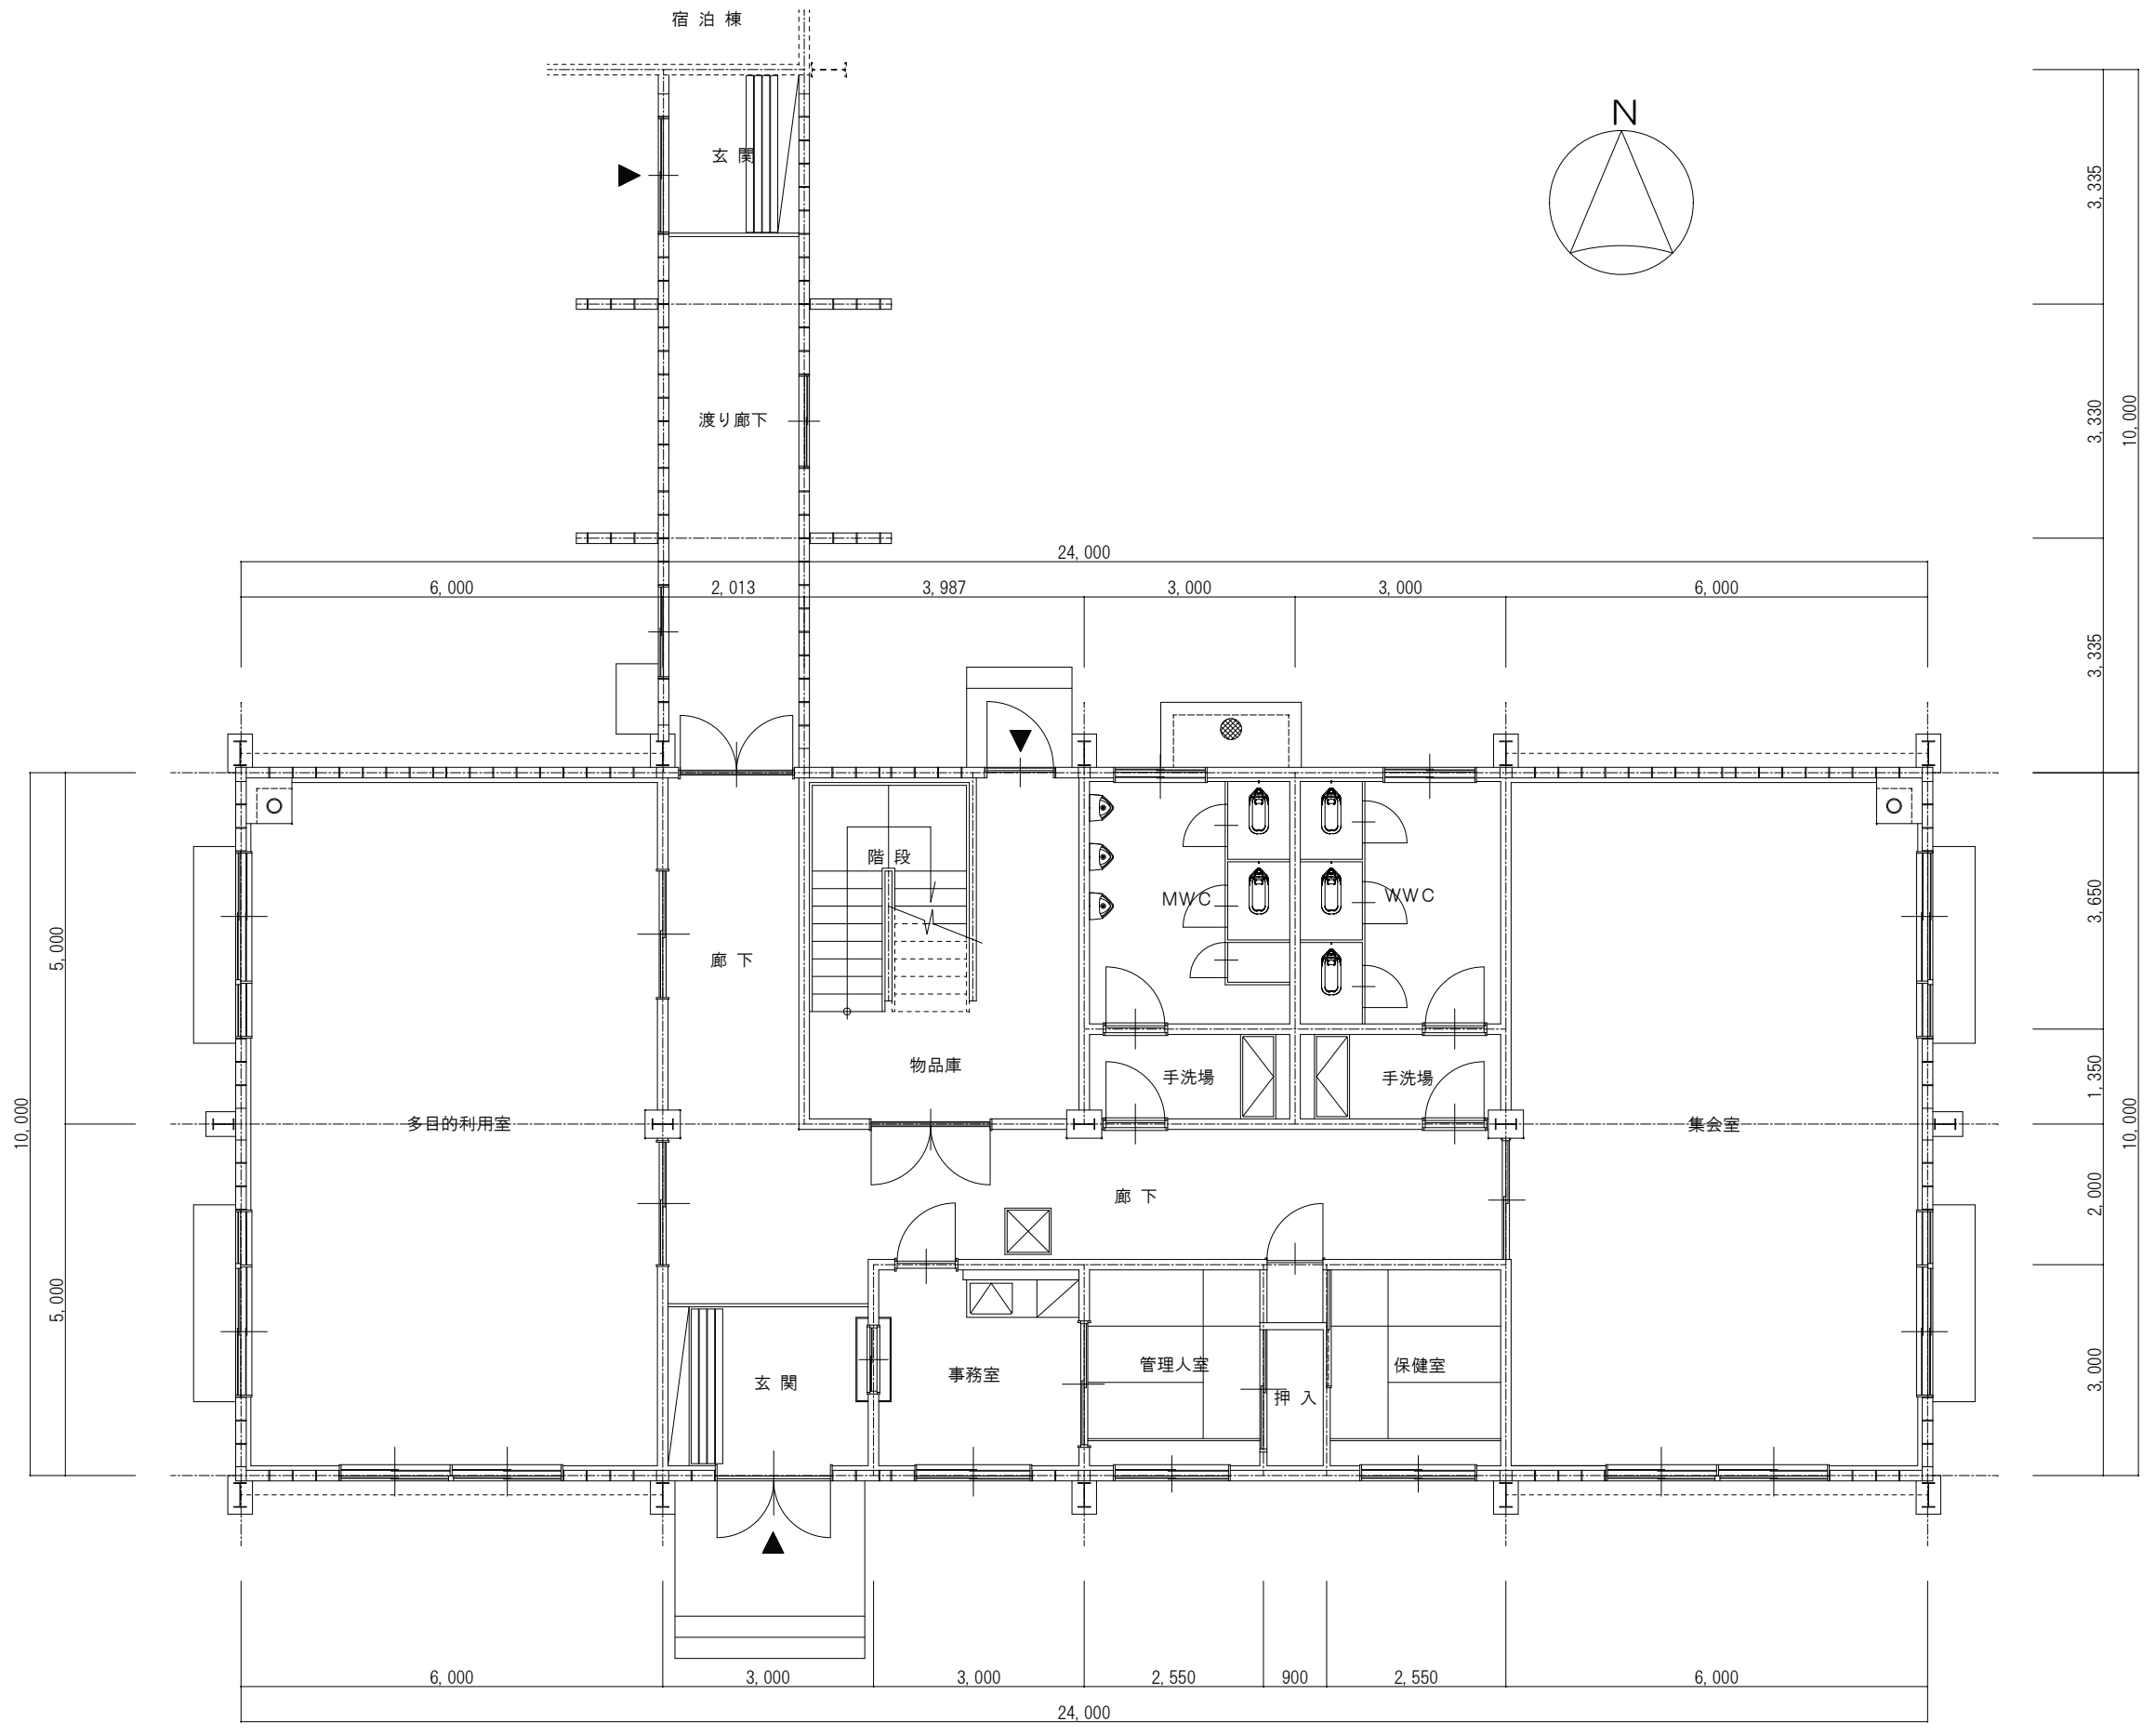 宿 泊 棟
N
玄 関
3,335
渡り廊下
3,330
10,000
24,000
6,000
2,013
3,987
3,000
3,000
6,000
3,335
階 段
MWC
WWC
3,650
5,000
廊 下
物品庫
手洗場
手洗場
1,350
10,000
多目的利用室
集会室
10,000
廊 下
2,000
5,000
玄 関
事務室
管理人室
押 入
保健室
3,000
6,000
3,000
3,000
2,550
900
2,550
6,000
24,000